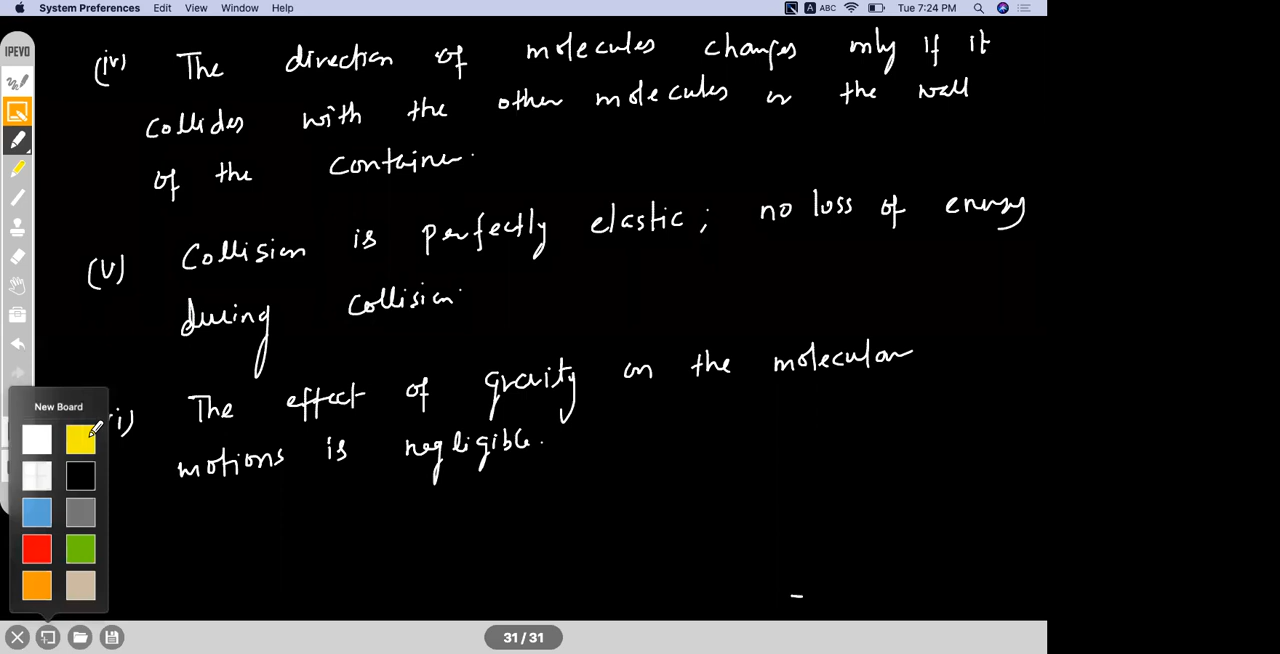 System Preferences Edit View Window Help A ABC Tue 7:24 PM
IPEVO
(iv) The direction of molecules changes only if it
collides with the other molecules or the wall
of the container.
(v) Collision is perfectly elastic; no loss of energy
during collision.
i) The effect of gravity on the molecular
motions is negligible.
New Board
31 / 31